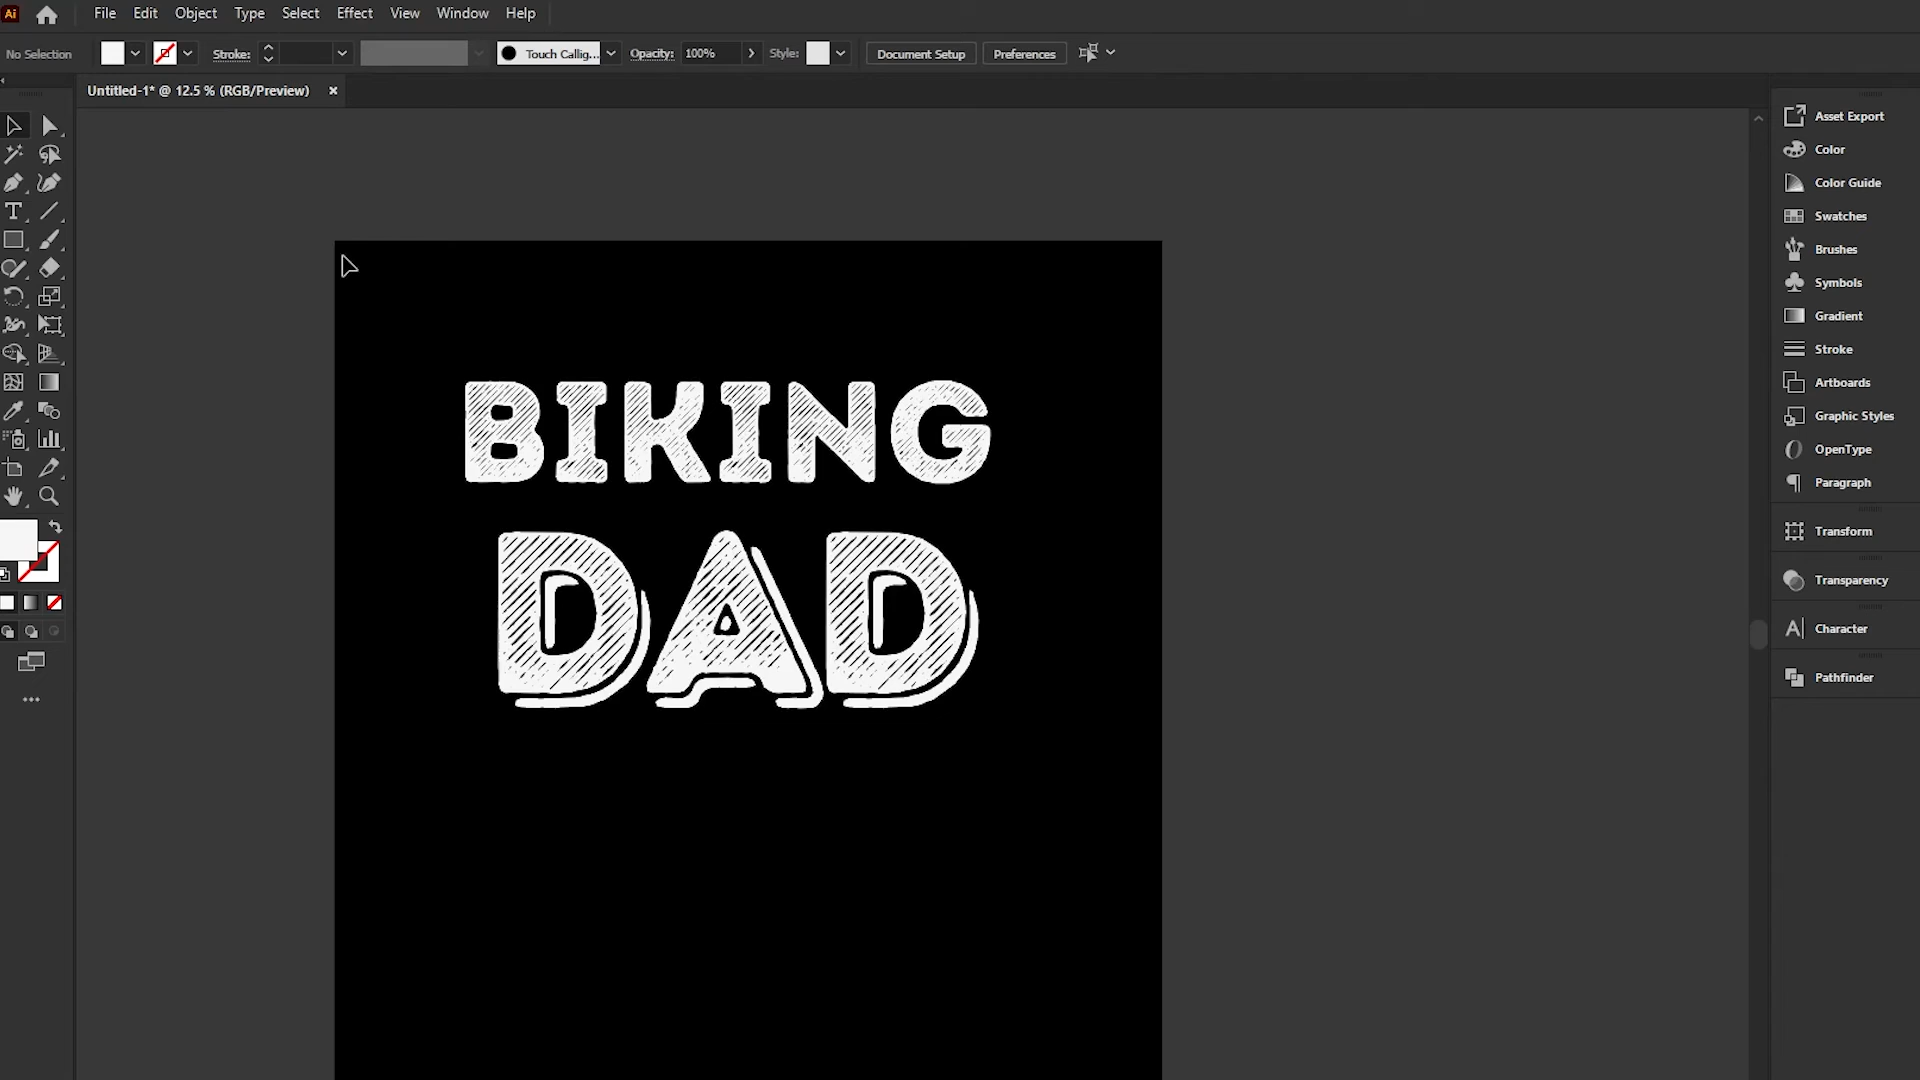 Ai File Edit Object Type Select Effect View Window Help
No Selection Stroke: Touch Callig... Opacity: 100% Style: Document Setup Preferences
Untitled-1* @ 12.5 % (RGB/Preview) ×
Asset Export
Color
Color Guide
Swatches
Brushes
Symbols
Gradient
Stroke
Artboards
Graphic Styles
OpenType
Paragraph
Transform
Transparency
Character
Pathfinder
BIKING
DAD